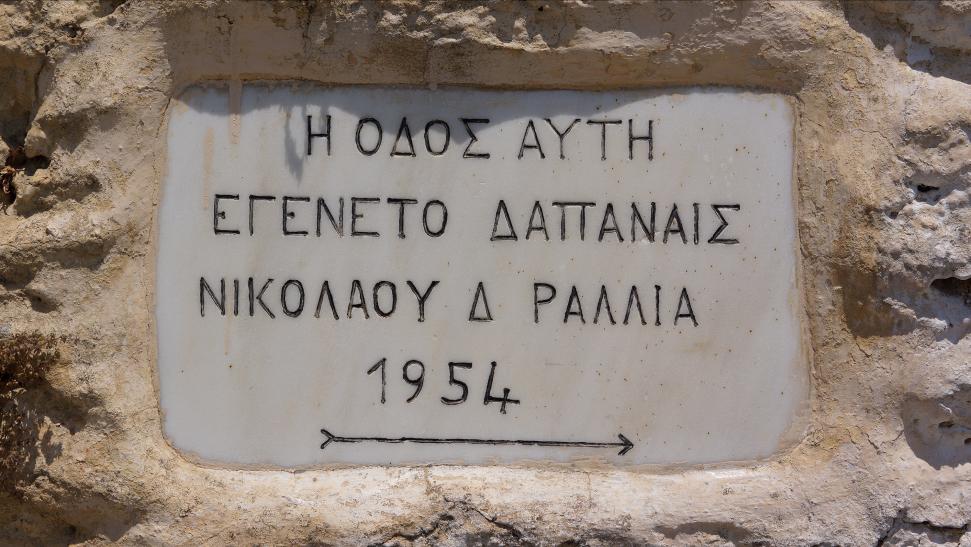 Η ΟΔΟΣ ΑΥΤΗ
ΕΓΕΝΕΤΟ ΔΑΠΑΝΑΙΣ
ΝΙΚΟΛΑΟΥ Δ ΡΑΛΛΙΑ
1954